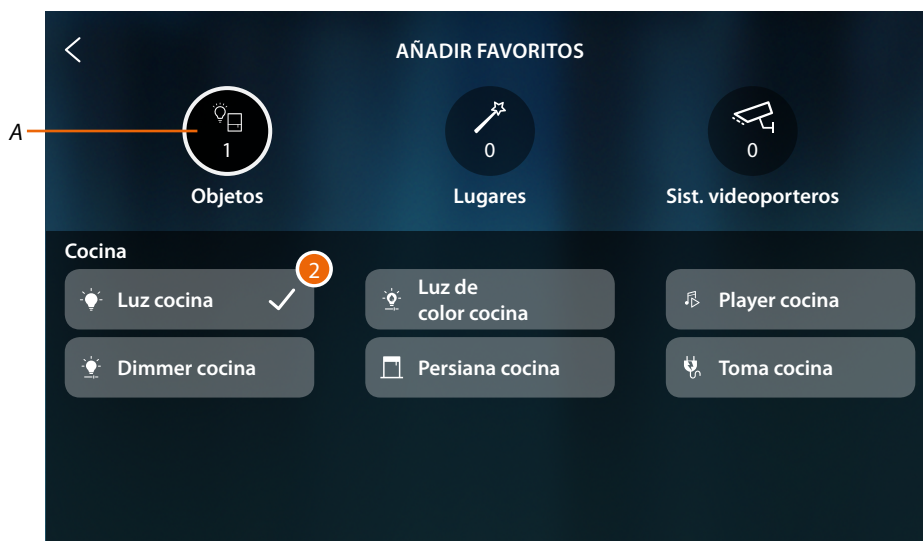 AÑADIR FAVORITOS
A
1
0
0
Objetos
Lugares
Sist. videoporteros
Cocina
2
Luz cocina
Luz de
color cocina
Player cocina
Dimmer cocina
Persiana cocina
Toma cocina